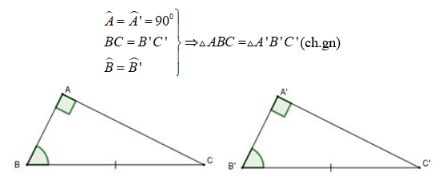 Â = Â' = 90⁰
BC = B'C' ⇒ △ABC = △A'B'C' (ch.gn)
B̂ = B̂'
A A'
B C B' C'